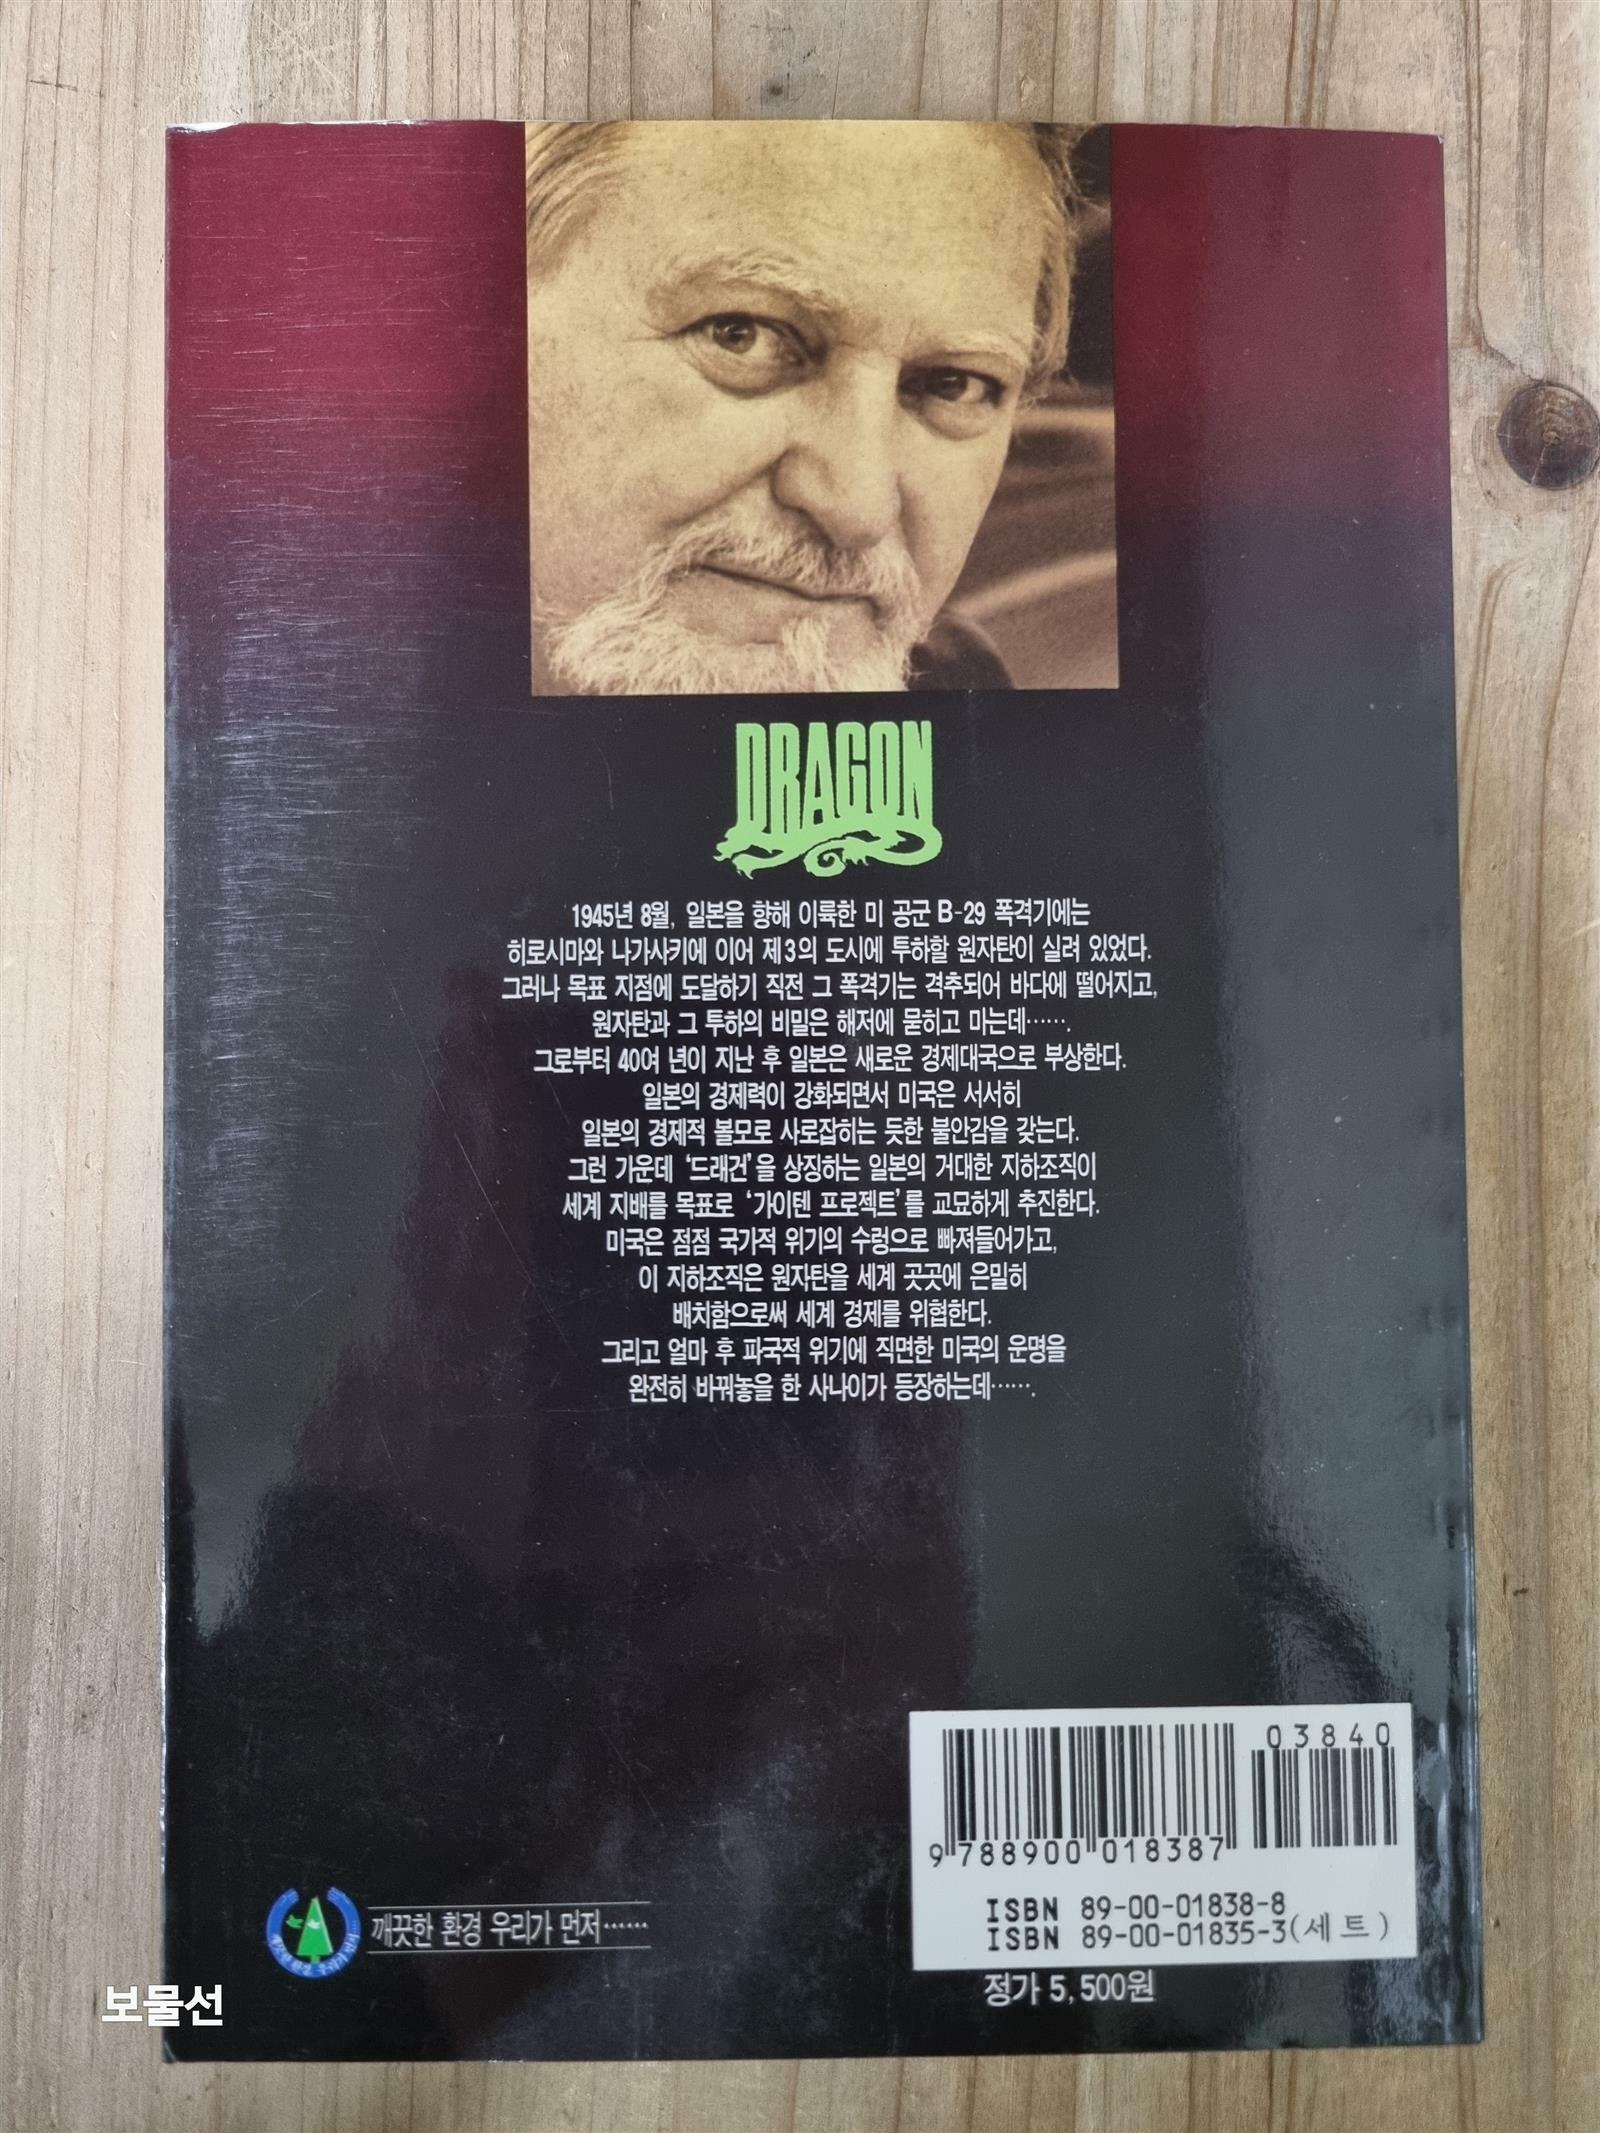 DRAGON
1945년 8월, 일본을 향해 이륙한 미 공군 B-29 폭격기에는
히로시마와 나가사키에 이어 제3의 도시에 투하할 원자탄이 실려 있었다.
그러나 목표 지점에 도달하기 직전 그 폭격기는 격추되어 바다에 떨어지고,
원자탄과 그 투하의 비밀은 해저에 묻히고 마는데…….
그로부터 40여 년이 지난 후 일본은 새로운 경제대국으로 부상한다.
일본의 경제력이 강화되면서 미국은 서서히
일본의 경제적 볼모로 사로잡히는 듯한 불안감을 갖는다.
그런 가운데 ‘드래건’을 상징하는 일본의 거대한 지하조직이
세계 지배를 목표로 ‘가이텐 프로젝트’를 교묘하게 추진한다.
미국은 점점 국가적 위기의 수렁으로 빠져들어가고,
이 지하조직은 원자탄을 세계 곳곳에 은밀히
배치함으로써 세계 경제를 위협한다.
그리고 얼마 후 파국적 위기에 직면한 미국의 운명을
완전히 바꿔놓을 한 사나이가 등장하는데…….
03840
9 788900 018387
ISBN 89-00-01838-8
ISBN 89-00-01835-3(세트)
정가 5,500원
깨끗한 환경 우리가 먼저……
보물선